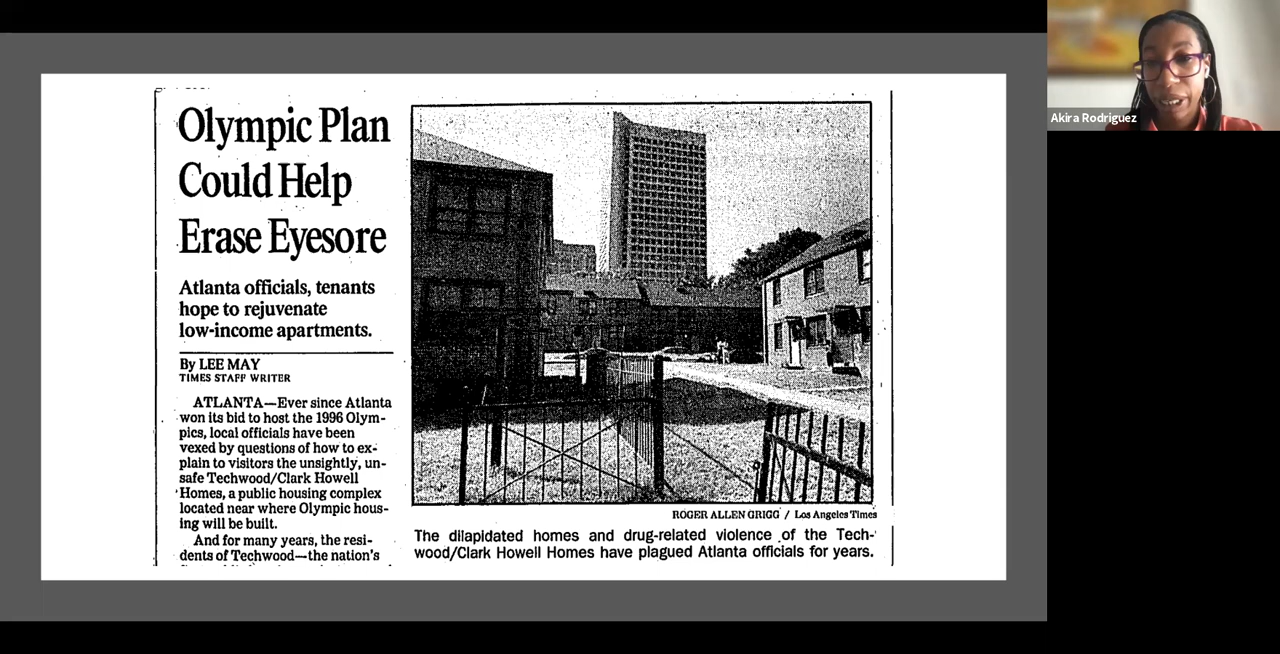 Olympic Plan
Could Help
Erase Eyesore
Atlanta officials, tenants
hope to rejuvenate
low-income apartments.
By LEE MAY
TIMES STAFF WRITER
ATLANTA—Ever since Atlanta
won its bid to host the 1996 Olym-
pics, local officials have been
vexed by questions of how to ex-
plain to visitors the unsightly, un-
safe Techwood/Clark Howell
Homes, a public housing complex
located near where Olympic hous-
ing will be built.
And for many years, the resi-
dents of Techwood—the nation's
ROGER ALLEN GRIGG / Los Angeles Times
The dilapidated homes and drug-related violence of the Tech-
wood/Clark Howell Homes have plagued Atlanta officials for years.
Akira Rodriguez